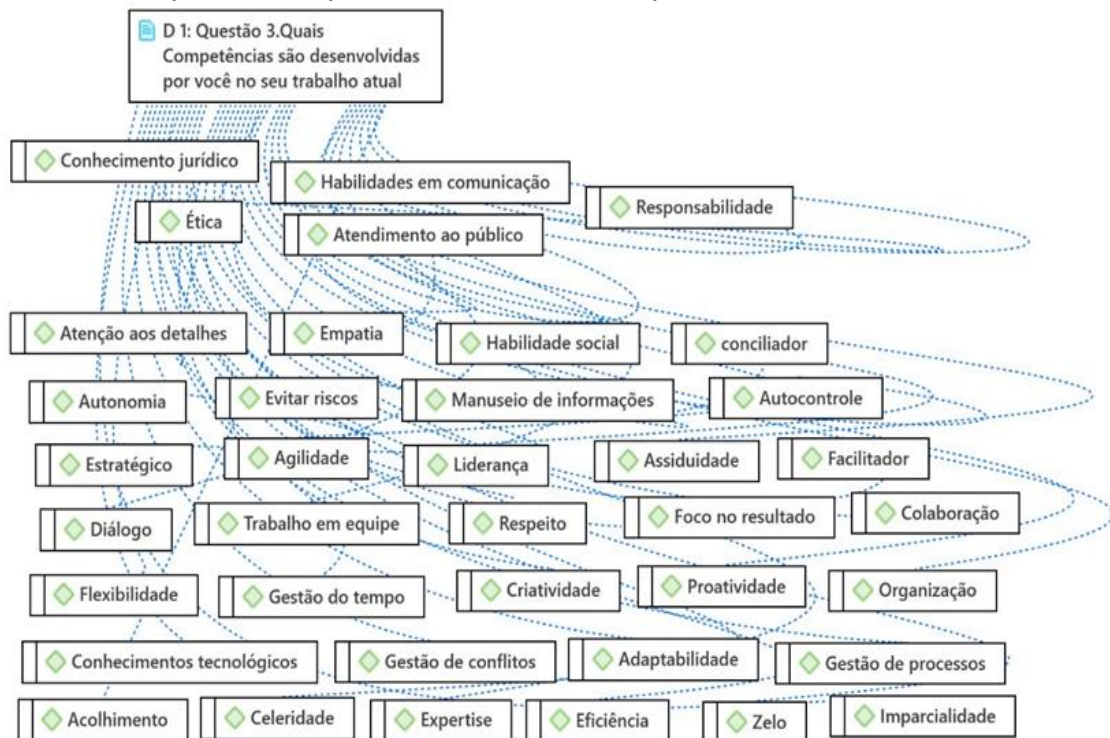 D 1: Questão 3.Quais
Competências são desenvolvidas
por você no seu trabalho atual
Conhecimento jurídico
Habilidades em comunicação
Responsabilidade
Ética
Atendimento ao público
Atenção aos detalhes
Empatia
Habilidade social
conciliador
Autonomia
Evitar riscos
Manuseio de informações
Autocontrole
Estratégico
Agilidade
Liderança
Assiduidade
Facilitador
Diálogo
Trabalho em equipe
Respeito
Foco no resultado
Colaboração
Flexibilidade
Gestão do tempo
Criatividade
Proatividade
Organização
Conhecimentos tecnológicos
Gestão de conflitos
Adaptabilidade
Gestão de processos
Acolhimento
Celeridade
Expertise
Eficiência
Zelo
Imparcialidade